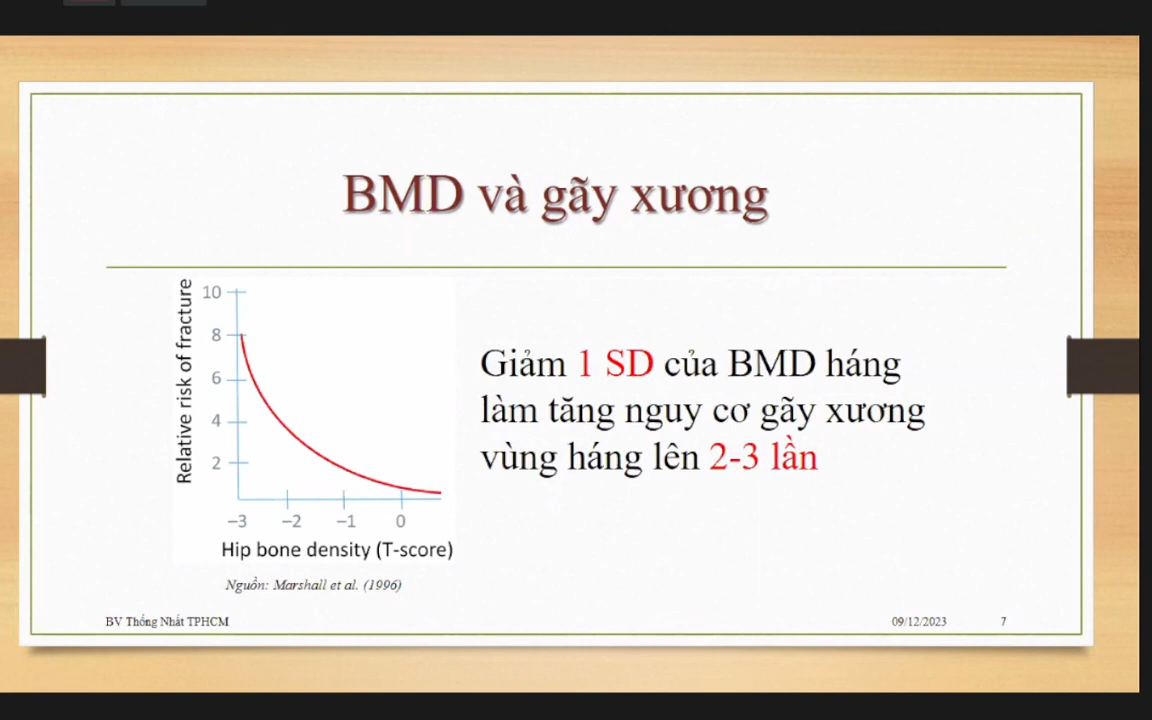 BMD và gãy xương
Relative risk of fracture
10
8
6
4
2
–3 –2 –1 0
Hip bone density (T-score)
Nguồn: Marshall et al. (1996)
Giảm 1 SD của BMD háng
làm tăng nguy cơ gãy xương
vùng háng lên 2-3 lần
BV Thống Nhất TPHCM
09/12/2023
7